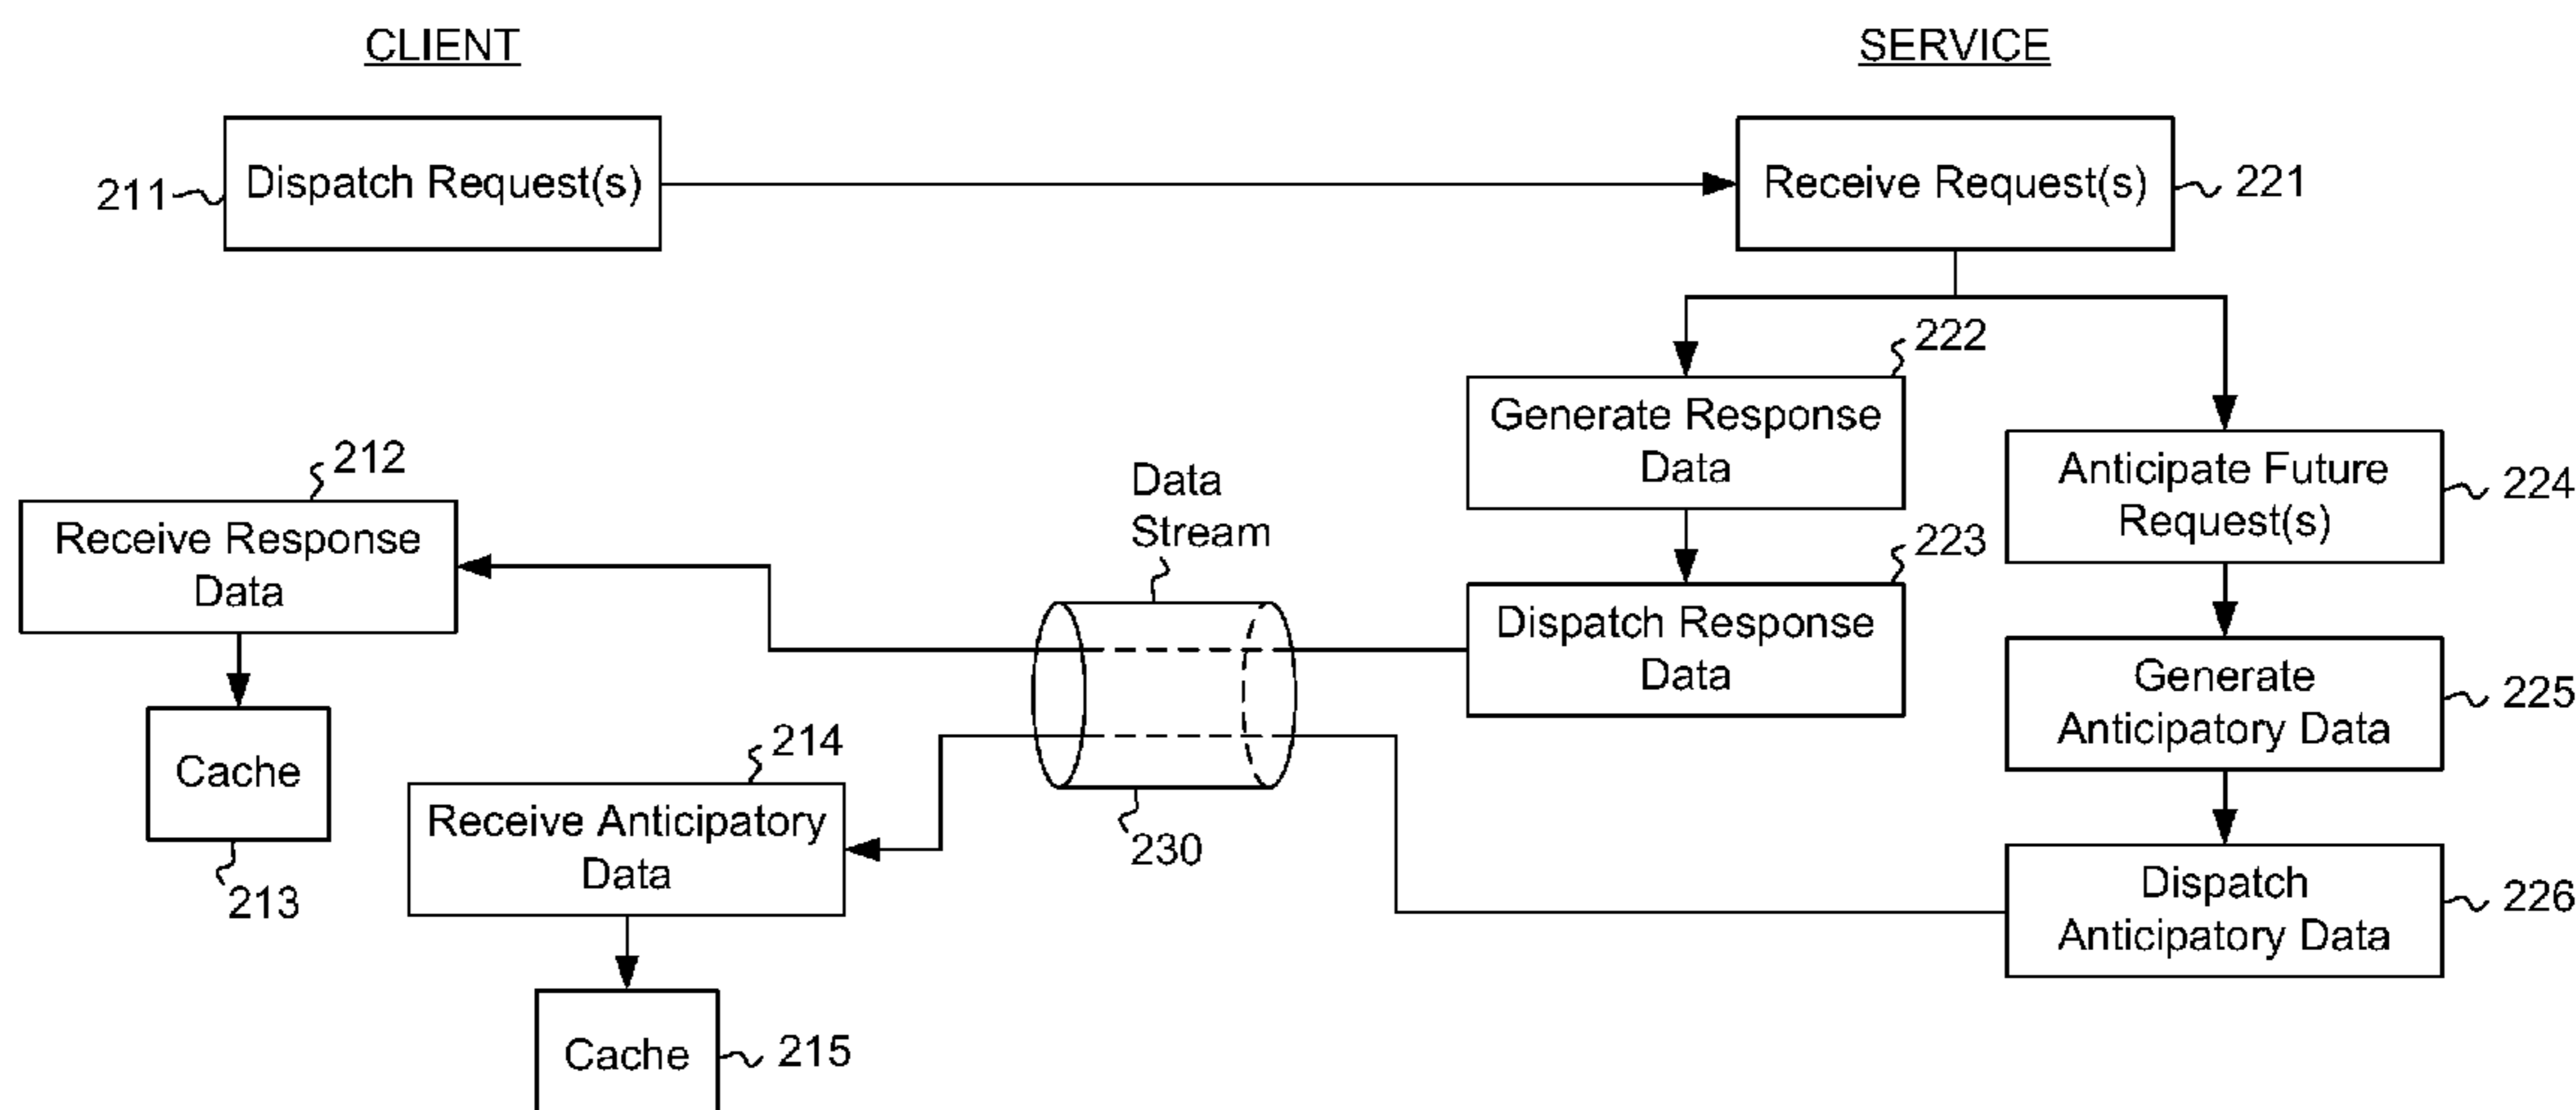 CLIENT
SERVICE
211
Dispatch Request(s)
Receive Request(s)
221
222
Generate Response
Data
212
Receive Response
Data
Data
Stream
Anticipate Future
Request(s)
224
223
Dispatch Response
Data
Generate
Anticipatory Data
225
Cache
213
214
Receive Anticipatory
Data
230
Dispatch
Anticipatory Data
226
Cache
215